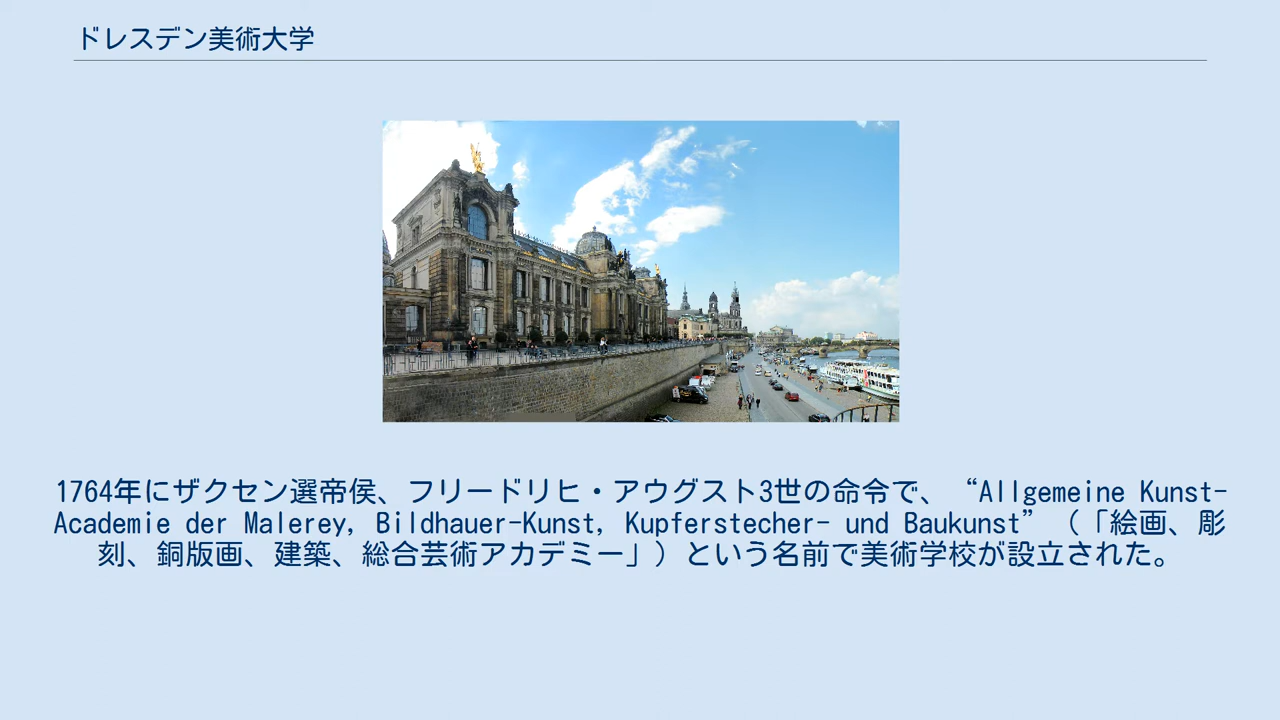 ドレスデン美術大学
1764年にザクセン選帝侯、フリードリヒ・アウグスト3世の命令で、“Allgemeine Kunst-
Academie der Malerey, Bildhauer-Kunst, Kupferstecher- und Baukunst”（「絵画、彫
刻、銅版画、建築、総合芸術アカデミー」）という名前で美術学校が設立された。